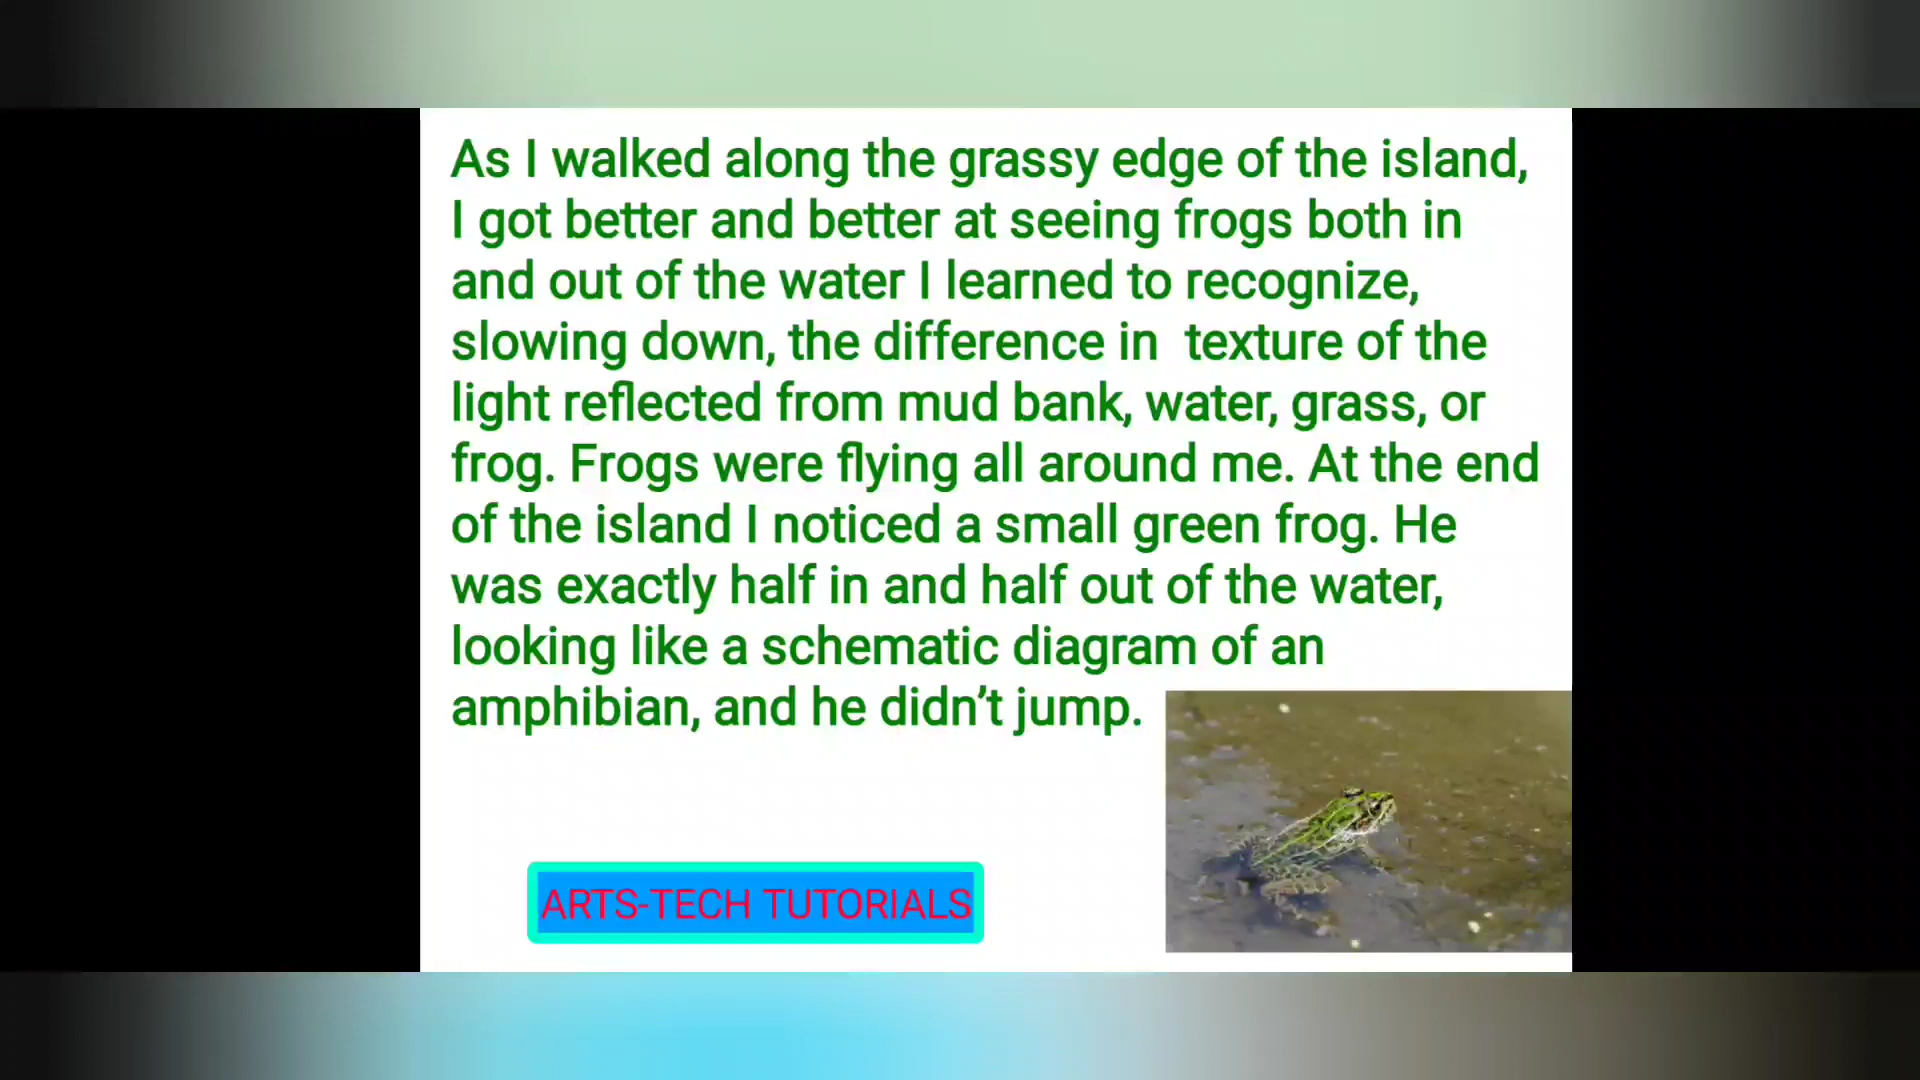 As I walked along the grassy edge of the island,
I got better and better at seeing frogs both in
and out of the water I learned to recognize,
slowing down, the difference in  texture of the
light reflected from mud bank, water, grass, or
frog. Frogs were flying all around me. At the end
of the island I noticed a small green frog. He
was exactly half in and half out of the water,
looking like a schematic diagram of an
amphibian, and he didn’t jump.
ARTS-TECH TUTORIALS